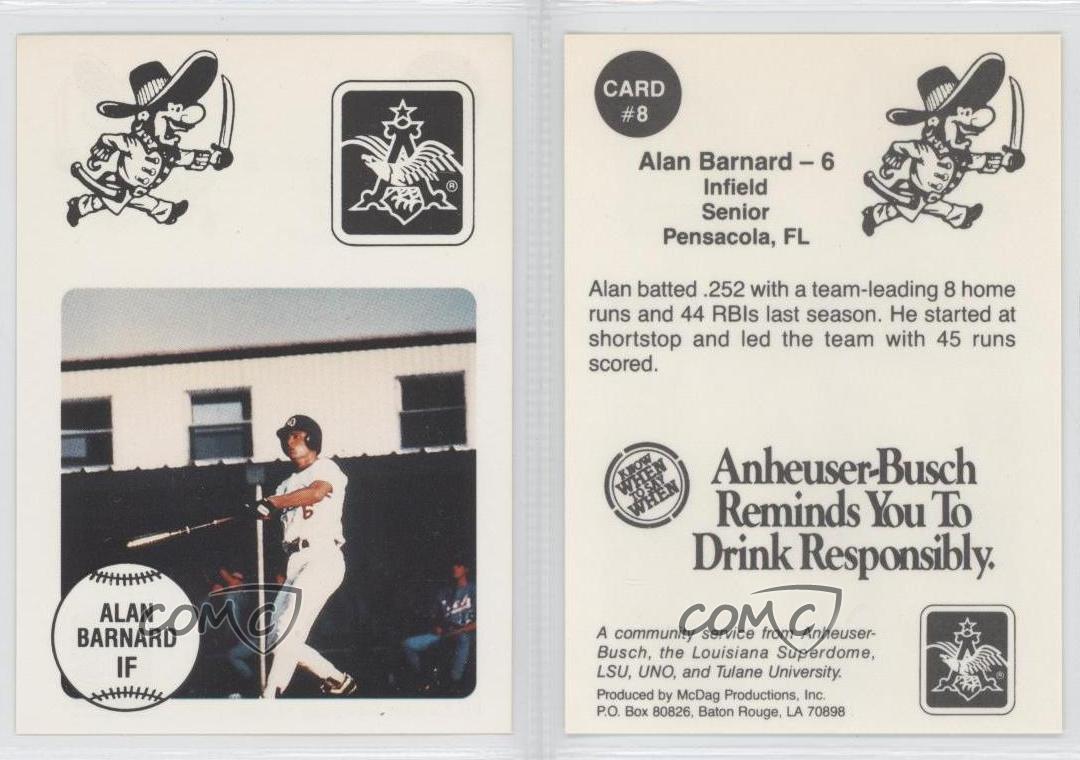 ALAN
BARNARD
IF
6
COMC
CARD
#8
Alan Barnard – 6
Infield
Senior
Pensacola, FL
Alan batted .252 with a team-leading 8 home
runs and 44 RBIs last season. He started at
shortstop and led the team with 45 runs
scored.
KNOW
WHEN
TO SAY
WHEN
Anheuser-Busch
Reminds You To
Drink Responsibly.
COMC
A community service from Anheuser-
Busch, the Louisiana Superdome,
LSU, UNO, and Tulane University.
Produced by McDag Productions, Inc.
P.O. Box 80826, Baton Rouge, LA 70898